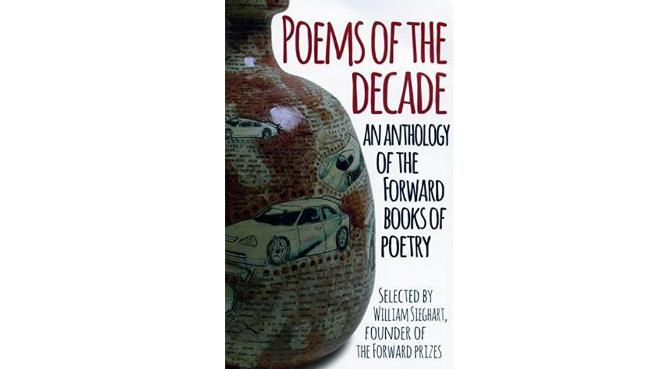 POEMS OF THE
DECADE
AN ANTHOLOGY
OF THE
FORWARD
BOOKS OF
POETRY
SELECTED BY
WILLIAM SIEGHART,
FOUNDER OF
THE FORWARD PRIZES